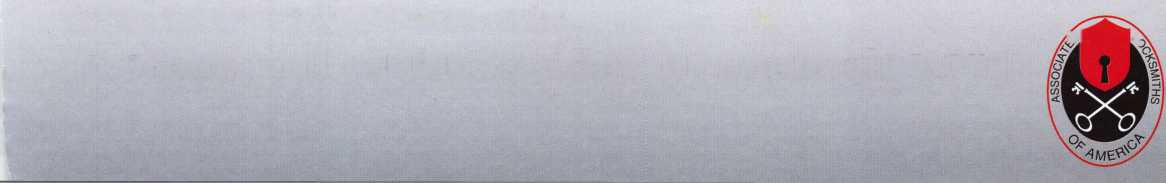 ASSOCIATE OCKSMITHS
OF AMERICA